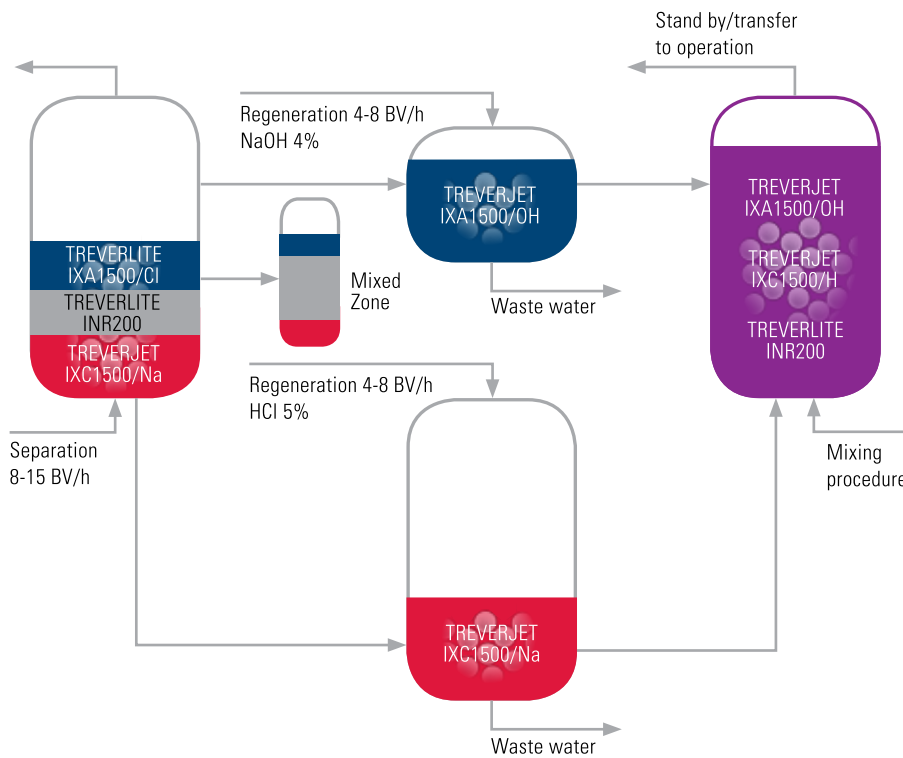 Stand by/transfer
to operation
Regeneration 4-8 BV/h
NaOH 4%
TREVERJET
IXA1500/OH
Waste water
TREVERLITE
IXA1500/Cl
TREVERLITE
INR200
TREVERJET
IXC1500/Na
Mixed
Zone
Separation
8-15 BV/h
Regeneration 4-8 BV/h
HCl 5%
TREVERJET
IXC1500/Na
Waste water
TREVERJET
IXA1500/OH
TREVERJET
IXC1500/H
TREVERLITE
INR200
Mixing
procedure